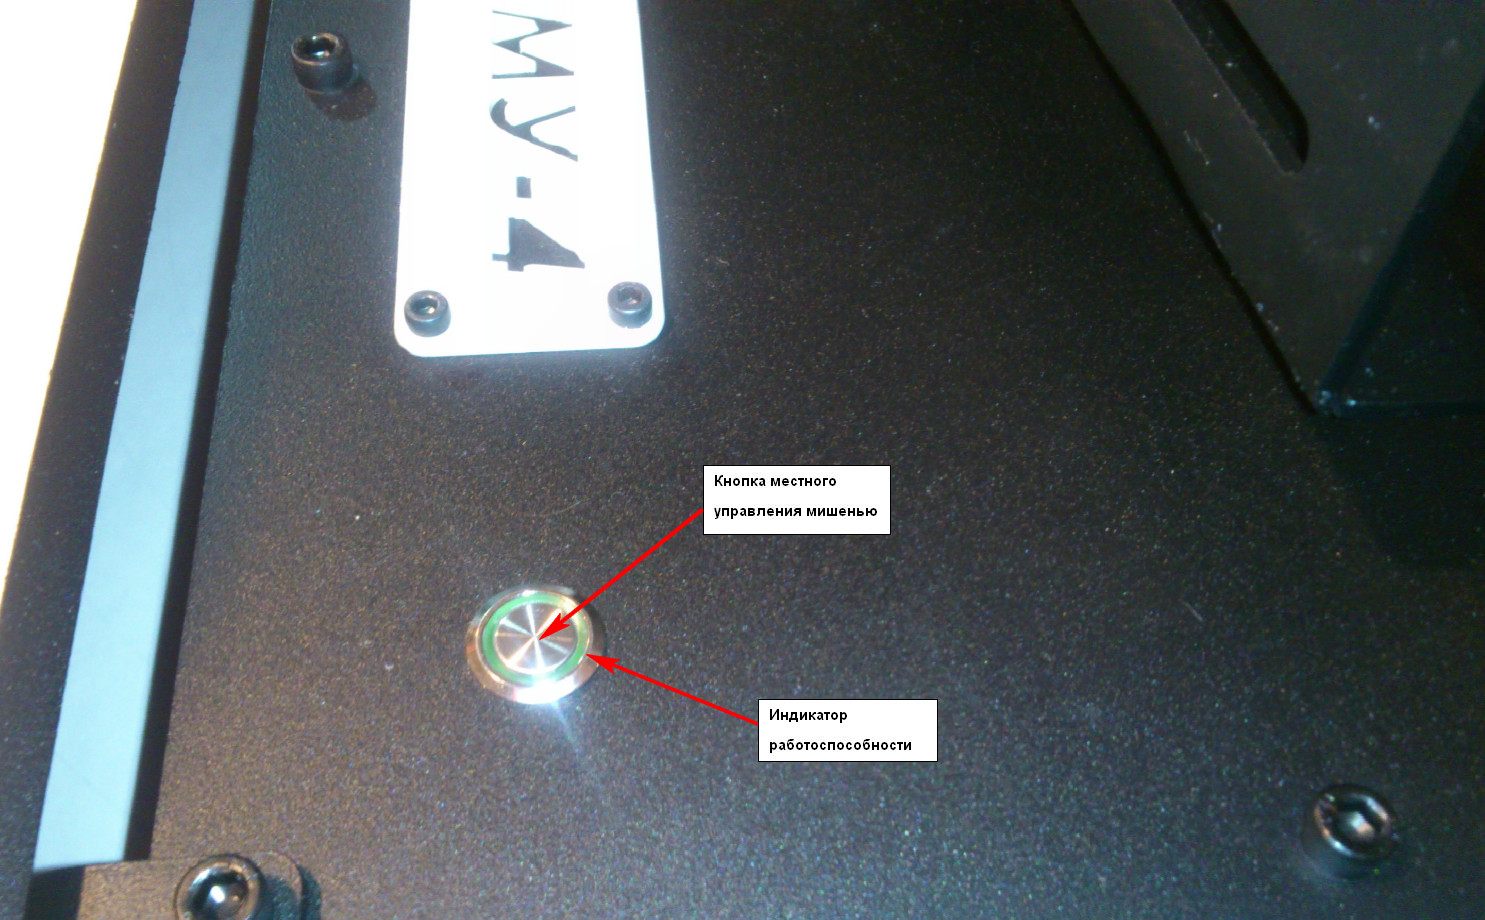 МУ-4
Кнопка местного
управления мишенью
Индикатор
работоспособности